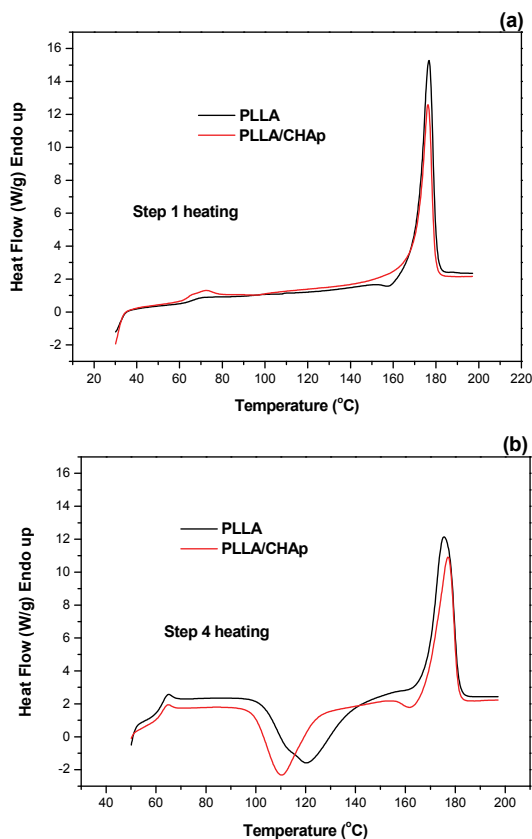 (a)
16
14
12
10
8
6
4
2
0
-2
Heat Flow (W/g) Endo up
PLLA
PLLA/CHAp
Step 1 heating
20 40 60 80 100 120 140 160 180 200 220
Temperature (°C)
(b)
16
14
12
10
8
6
4
2
0
-2
Heat Flow (W/g) Endo up
PLLA
PLLA/CHAp
Step 4 heating
40 60 80 100 120 140 160 180 200
Temperature (°C)